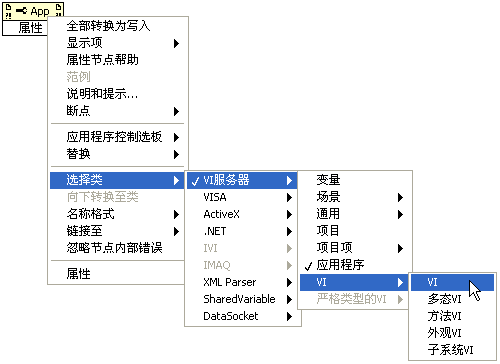 App
属性
全部转换为写入
显示项
属性节点帮助
范例
说明和提示...
断点
应用程序控制选板
替换
选择类
向下转换至类
名称格式
链接至
忽略节点内部错误
属性
✓ VI服务器
VISA
ActiveX
.NET
IVI
IMAQ
XML Parser
SharedVariable
DataSocket
变量
场景
通用
项目
项目项
✓ 应用程序
VI
严格类型的VI
VI
多态VI
方法VI
外观VI
子系统VI